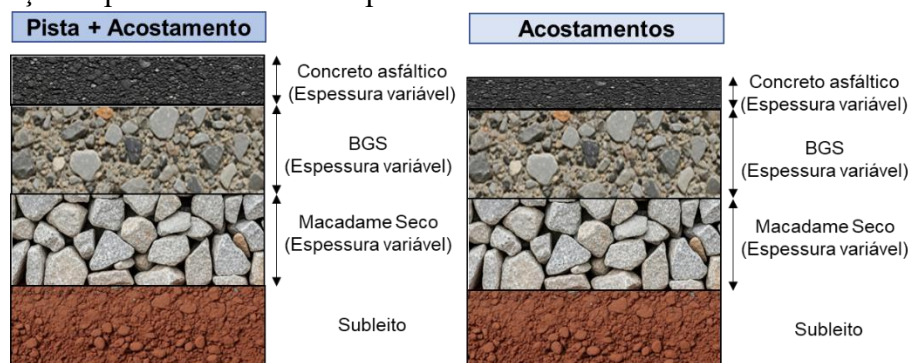 Pista + Acostamento
Concreto asfáltico
(Espessura variável)
BGS
(Espessura variável)
Macadame Seco
(Espessura variável)
Subleito
Acostamentos
Concreto asfáltico
(Espessura variável)
BGS
(Espessura variável)
Macadame Seco
(Espessura variável)
Subleito